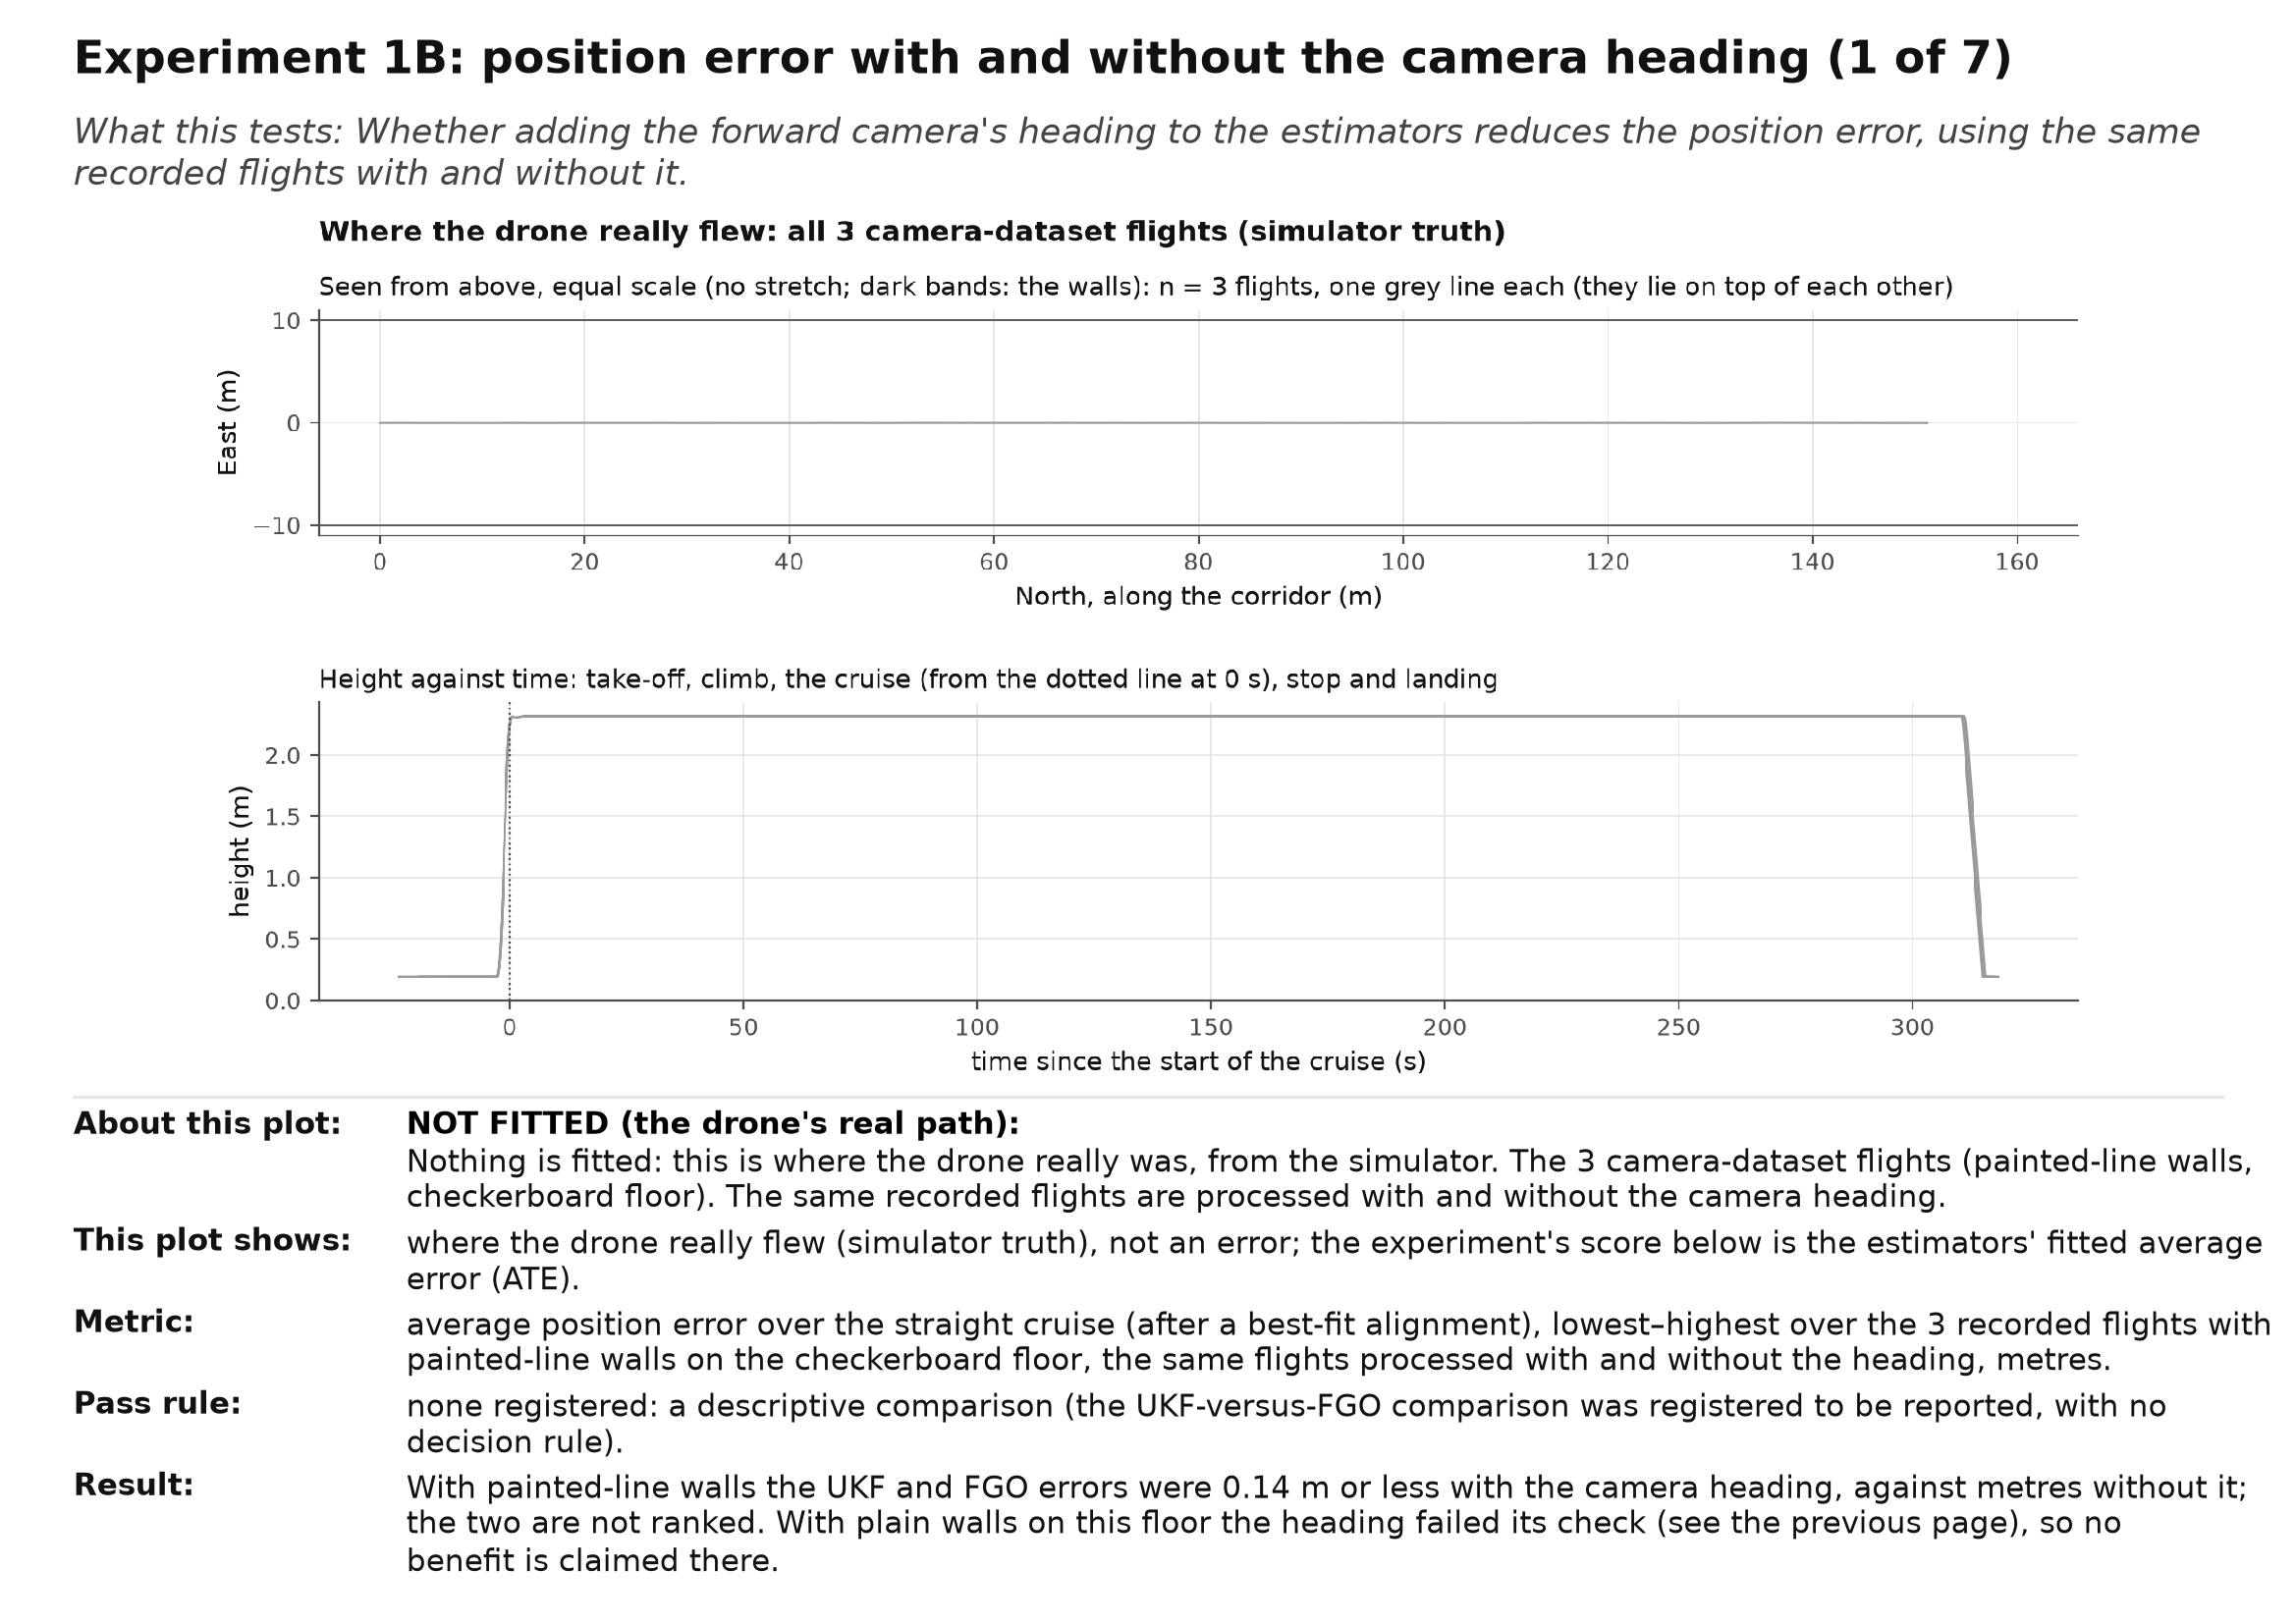 Experiment 1B: position error with and without the camera heading (1 of 7)
What this tests: Whether adding the forward camera's heading to the estimators reduces the position error, using the same
recorded flights with and without it.
Where the drone really flew: all 3 camera-dataset flights (simulator truth)
Seen from above, equal scale (no stretch; dark bands: the walls): n = 3 flights, one grey line each (they lie on top of each other)
10
0
−10
East (m)
0 20 40 60 80 100 120 140 160
North, along the corridor (m)
Height against time: take-off, climb, the cruise (from the dotted line at 0 s), stop and landing
2.0
1.5
1.0
0.5
0.0
height (m)
0 50 100 150 200 250 300
time since the start of the cruise (s)
About this plot: NOT FITTED (the drone's real path):
Nothing is fitted: this is where the drone really was, from the simulator. The 3 camera-dataset flights (painted-line walls,
checkerboard floor). The same recorded flights are processed with and without the camera heading.
This plot shows: where the drone really flew (simulator truth), not an error; the experiment's score below is the estimators' fitted average
error (ATE).
Metric: average position error over the straight cruise (after a best-fit alignment), lowest–highest over the 3 recorded flights with
painted-line walls on the checkerboard floor, the same flights processed with and without the heading, metres.
Pass rule: none registered: a descriptive comparison (the UKF-versus-FGO comparison was registered to be reported, with no
decision rule).
Result: With painted-line walls the UKF and FGO errors were 0.14 m or less with the camera heading, against metres without it;
the two are not ranked. With plain walls on this floor the heading failed its check (see the previous page), so no
benefit is claimed there.